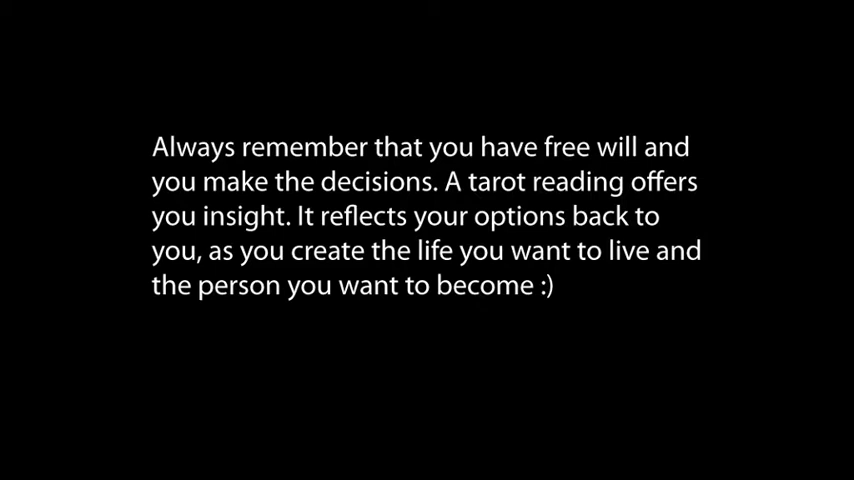 Always remember that you have free will and
you make the decisions. A tarot reading offers
you insight. It reflects your options back to
you, as you create the life you want to live and
the person you want to become :)